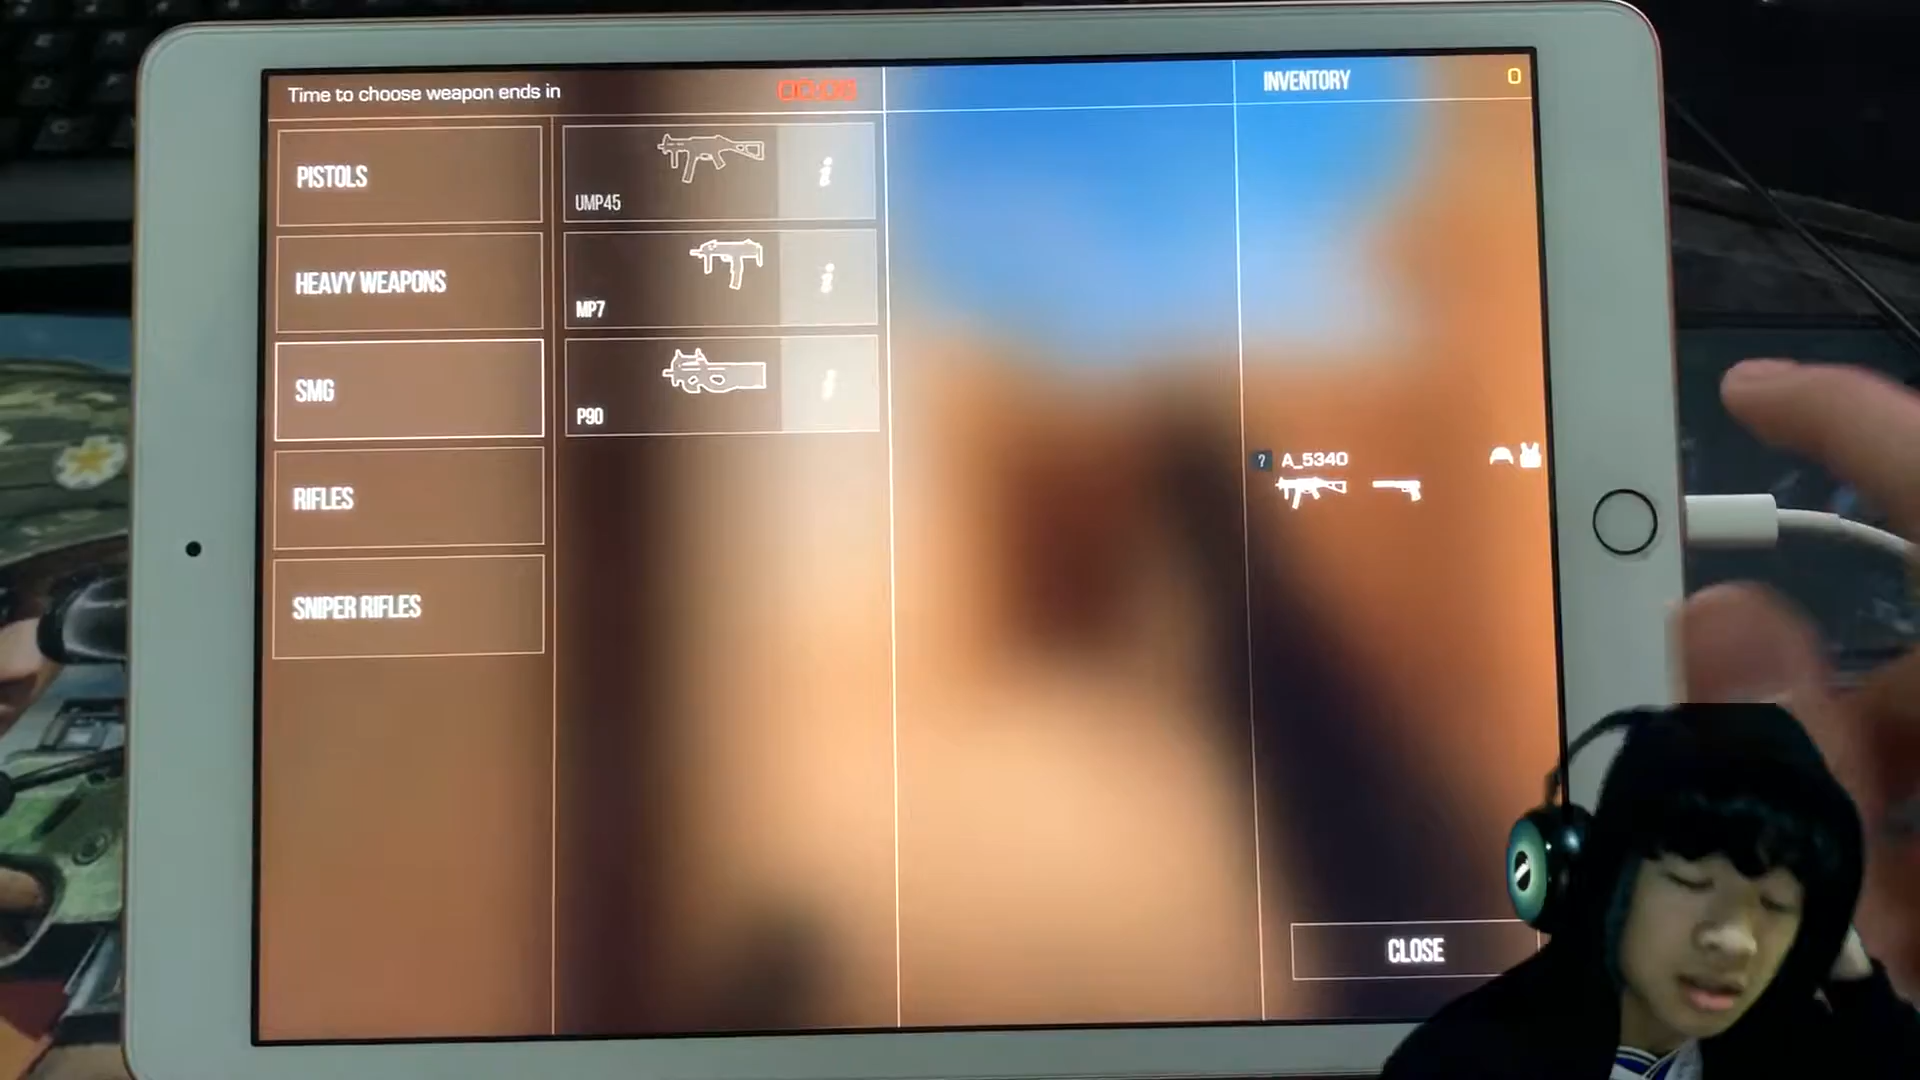 Time to choose weapon ends in
INVENTORY
0
PISTOLS
HEAVY WEAPONS
SMG
RIFLES
SNIPER RIFLES
UMP45
i
MP7
i
P90
i
? A_5340
CLOSE